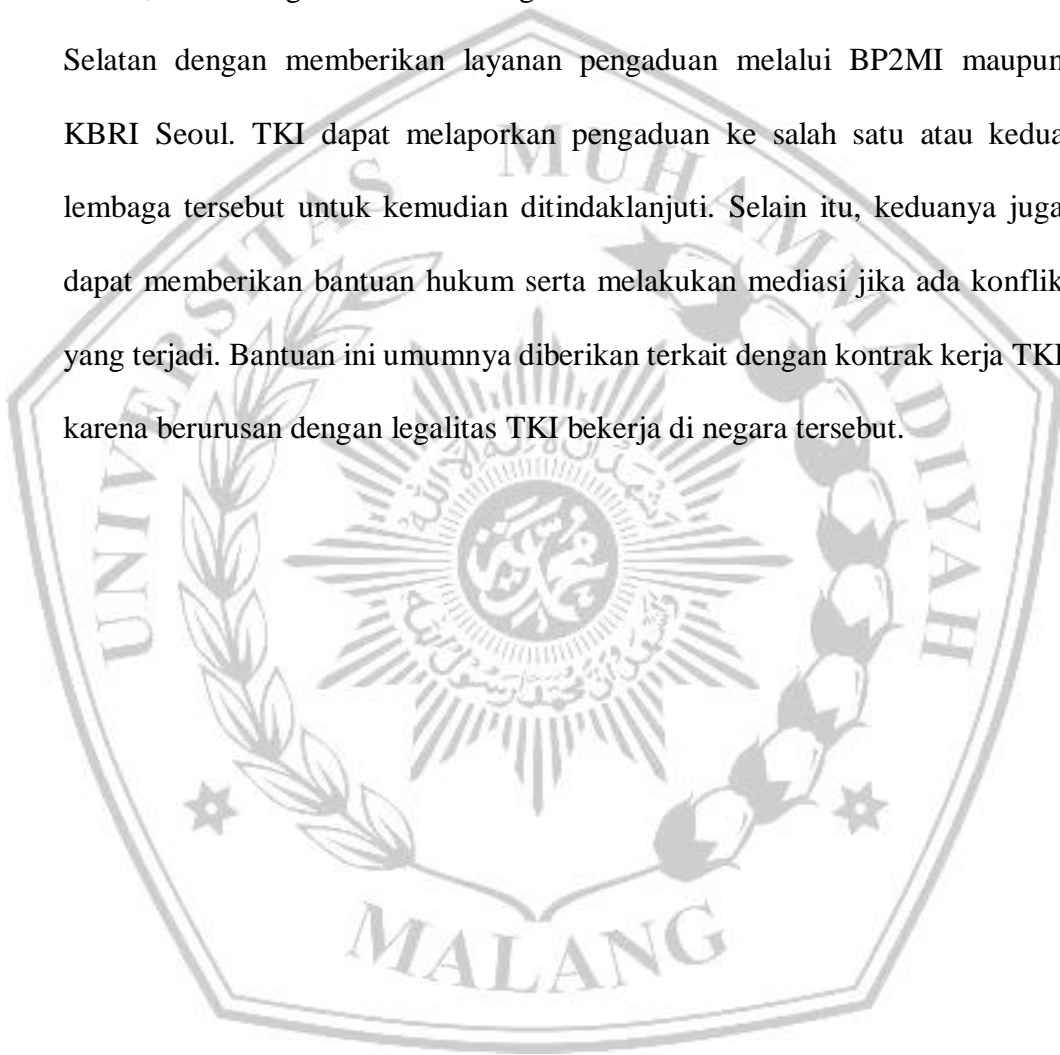 Selatan dengan memberikan layanan pengaduan melalui BP2MI maupun
KBRI Seoul. TKI dapat melaporkan pengaduan ke salah satu atau kedua
lembaga tersebut untuk kemudian ditindaklanjuti. Selain itu, keduanya juga
dapat memberikan bantuan hukum serta melakukan mediasi jika ada konflik
yang terjadi. Bantuan ini umumnya diberikan terkait dengan kontrak kerja TKI
karena berurusan dengan legalitas TKI bekerja di negara tersebut.
UNIVERSITAS MUHAMMADIYAH
MALANG